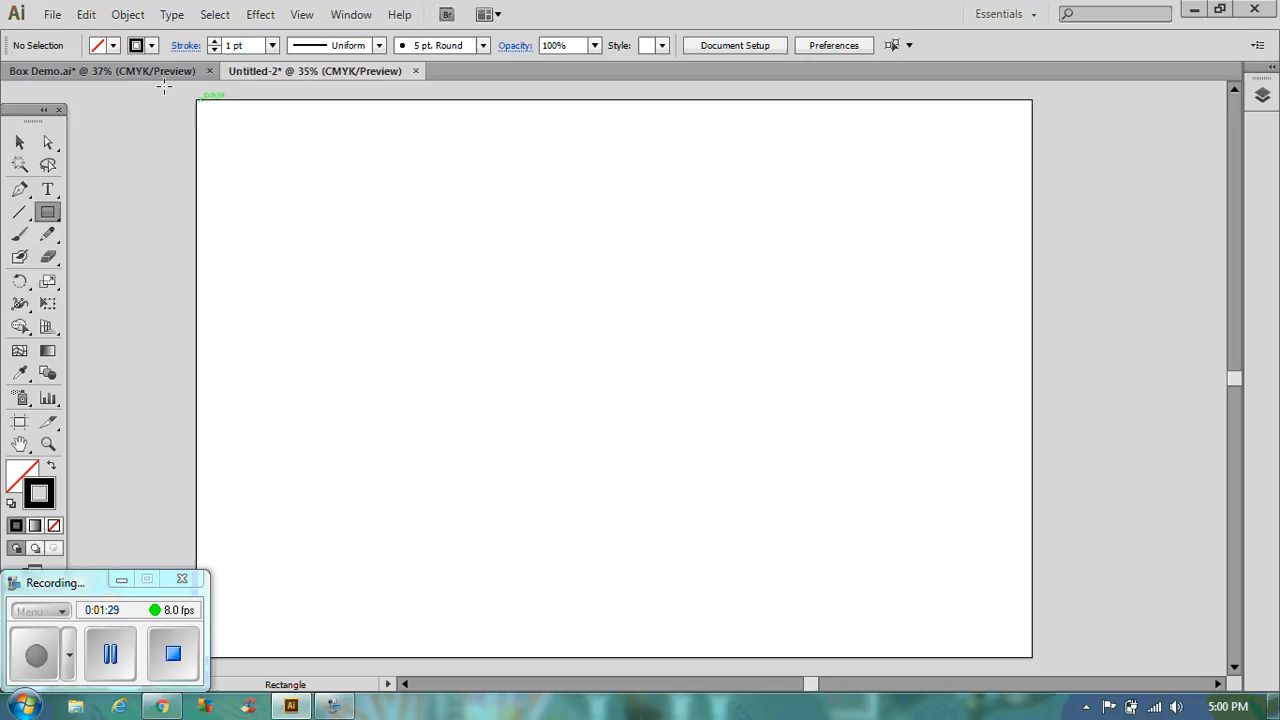 Ai File Edit Object Type Select Effect View Window Help Br Essentials
No Selection Stroke: 1 pt Uniform 5 pt. Round Opacity: 100% Style: Document Setup Preferences
Box Demo.ai* @ 37% (CMYK/Preview) × Untitled-2* @ 35% (CMYK/Preview) ×
page
T
Recording...
Menu 0:01:29 8.0 fps
Rectangle
Ai 5:00 PM